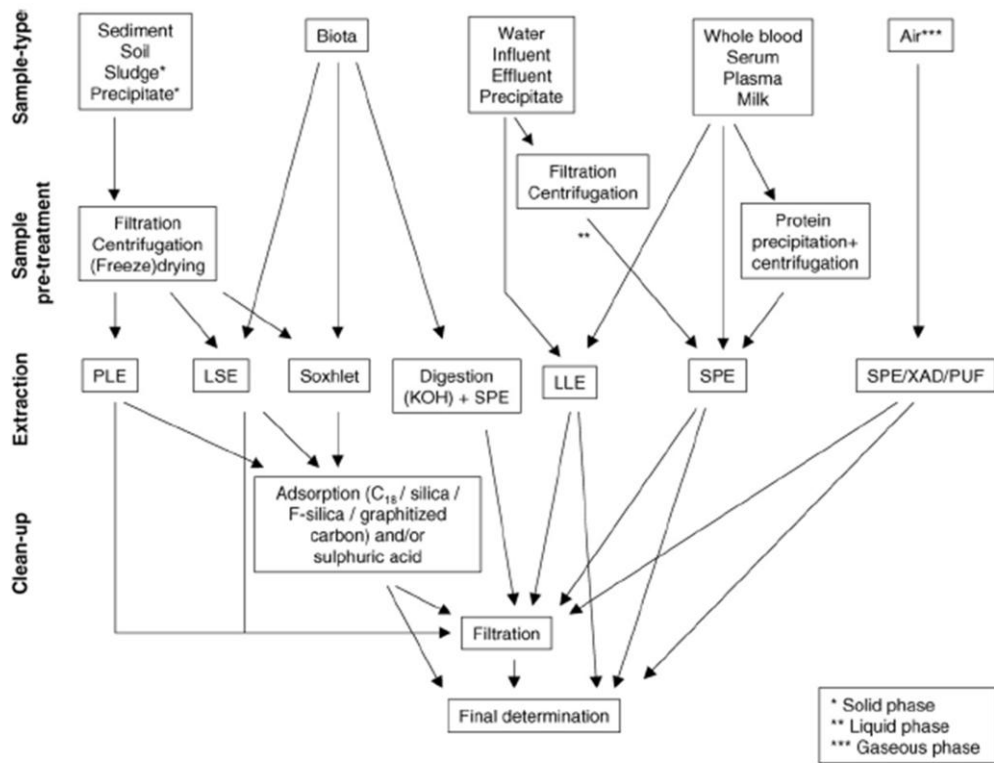 Sample-type
Sediment
Soil
Sludge*
Precipitate*
Biota
Water
Influent
Effluent
Precipitate
Whole blood
Serum
Plasma
Milk
Air***
Sample
pre-treatment
Filtration
Centrifugation
(Freeze)drying
Filtration
Centrifugation
**
Protein
precipitation+
centrifugation
Extraction
PLE
LSE
Soxhlet
Digestion
(KOH) + SPE
LLE
SPE
SPE/XAD/PUF
Clean-up
Adsorption (C18 / silica /
F-silica / graphitized
carbon) and/or
sulphuric acid
Filtration
Final determination
* Solid phase
** Liquid phase
*** Gaseous phase